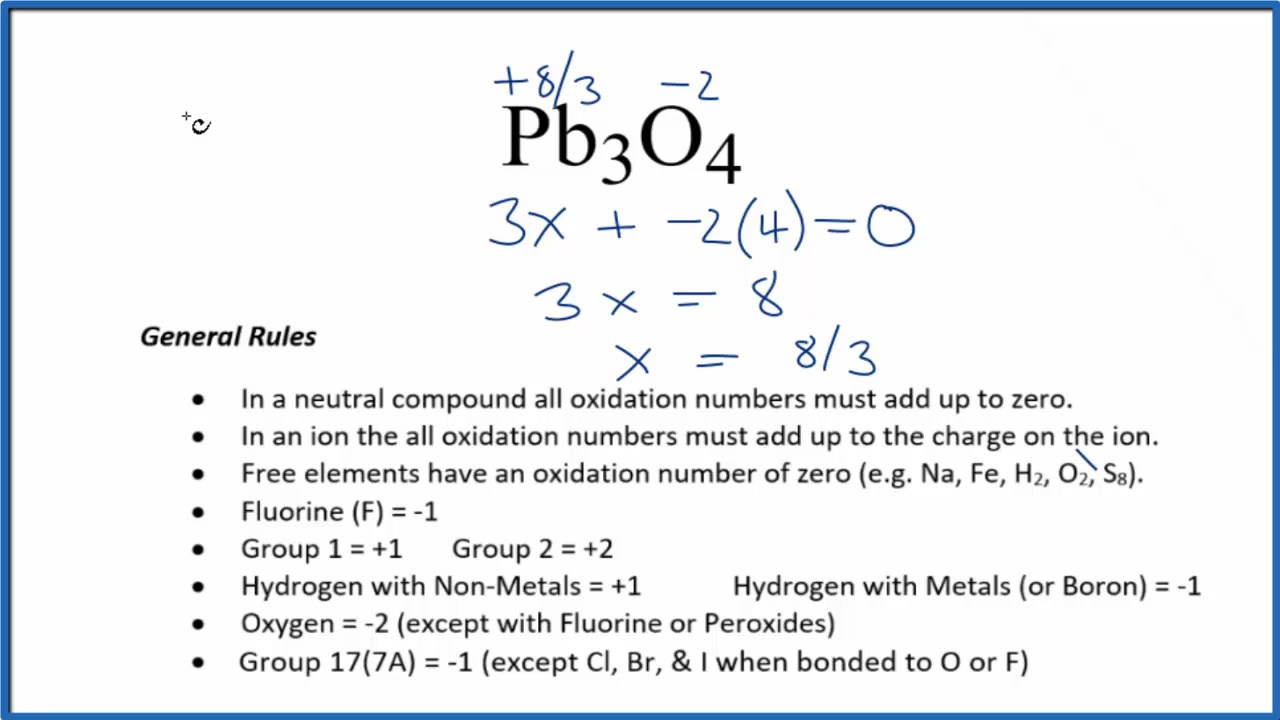 +8/3 -2
Pb₃O₄
3x + -2(4) = 0
3x = 8
x = 8/3
General Rules
• In a neutral compound all oxidation numbers must add up to zero.
• In an ion the all oxidation numbers must add up to the charge on the ion.
• Free elements have an oxidation number of zero (e.g. Na, Fe, H₂, O₂, S₈).
• Fluorine (F) = -1
• Group 1 = +1 Group 2 = +2
• Hydrogen with Non-Metals = +1 Hydrogen with Metals (or Boron) = -1
• Oxygen = -2 (except with Fluorine or Peroxides)
• Group 17(7A) = -1 (except Cl, Br, & I when bonded to O or F)